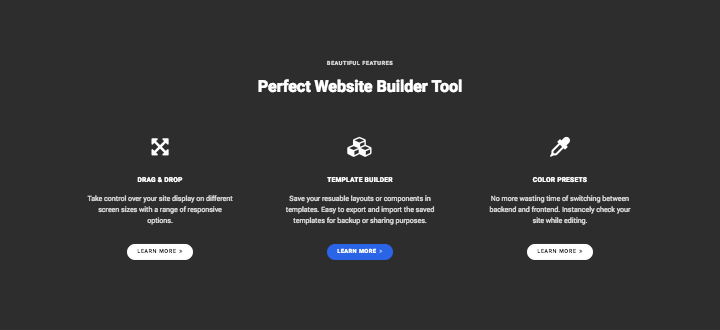 BEAUTIFUL FEATURES
Perfect Website Builder Tool
DRAG & DROP
Take control over your site display on different
screen sizes with a range of responsive
options.
LEARN MORE >
TEMPLATE BUILDER
Save your resuable layouts or components in
templates. Easy to export and import the saved
templates for backup or sharing purposes.
LEARN MORE >
COLOR PRESETS
No more wasting time of switching between
backend and frontend. Instancely check your
site while editing.
LEARN MORE >